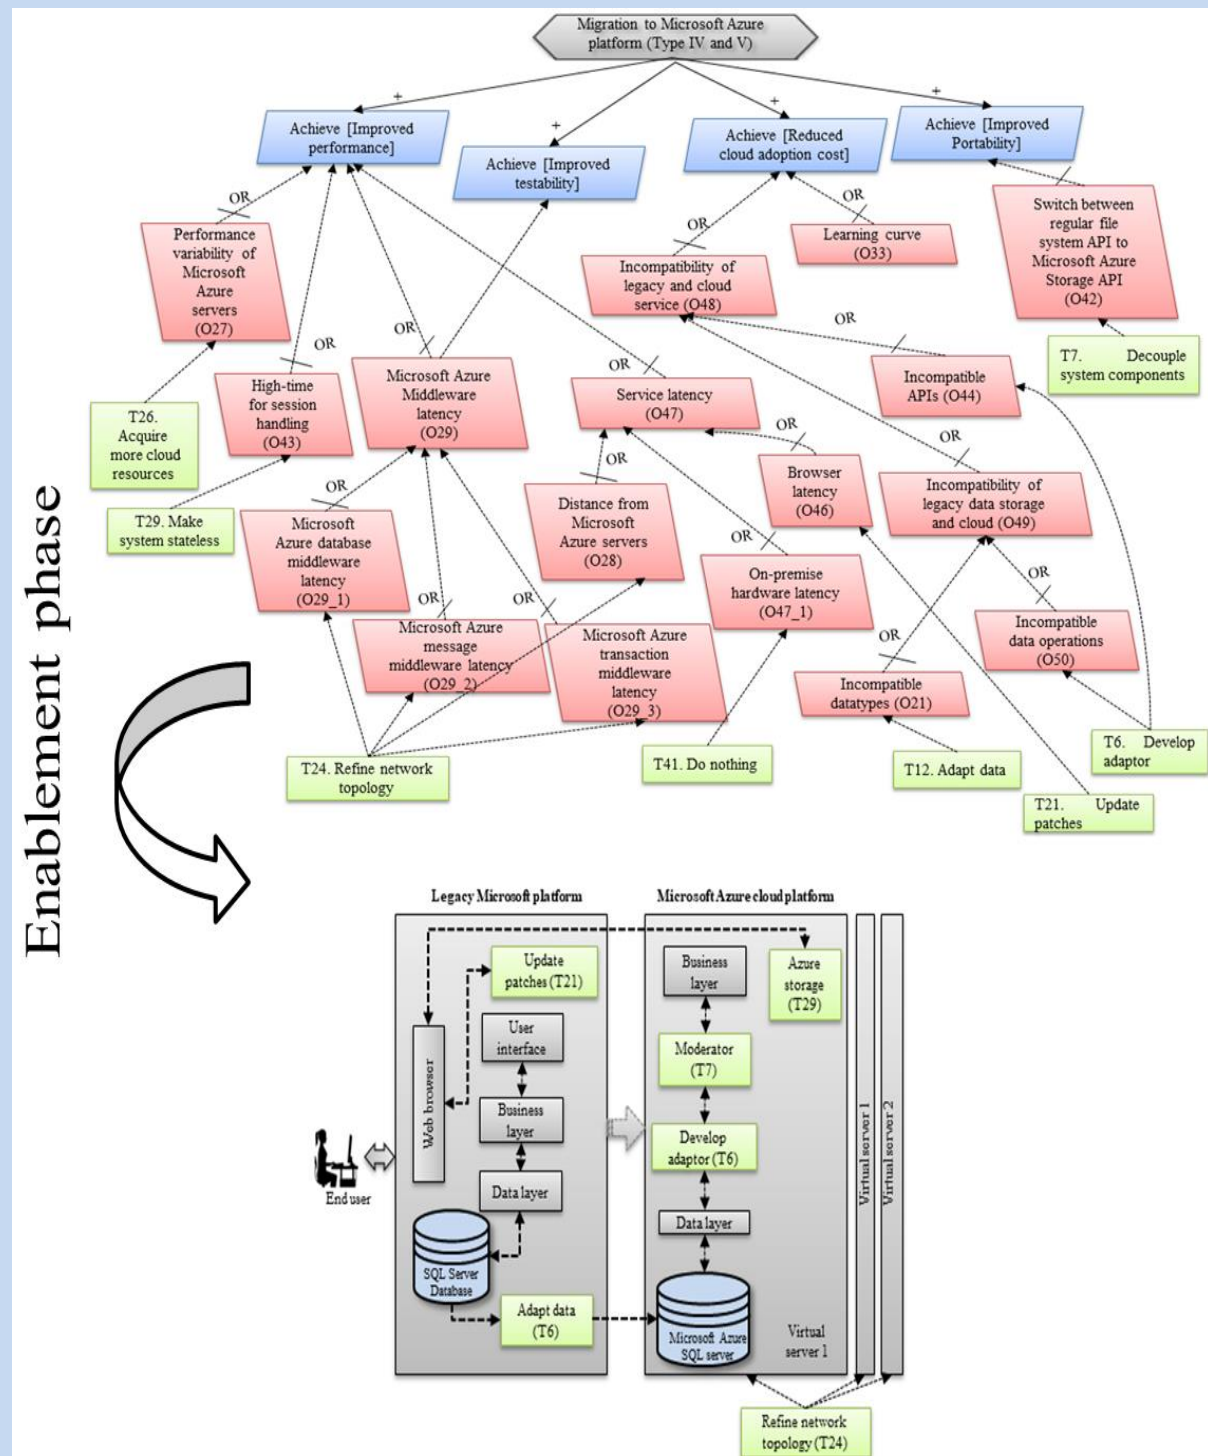 Migration to Microsoft Azure
platform (Type IV and V)
+
+
+
+
Achieve [Improved
performance]
Achieve [Improved
testability]
Achieve [Reduced
cloud adoption cost]
Achieve [Improved
Portability]
OR
OR
OR
Performance
variability of
Microsoft
Azure
servers
(O27)
Incompatibility of
legacy and cloud
service (O48)
Learning curve
(O33)
Switch between
regular file
system API to
Microsoft Azure
Storage API
(O42)
OR
OR
OR
OR
High-time
for session
handling
(O43)
Microsoft Azure
Middleware
latency
(O29)
Service latency
(O47)
Incompatible
APIs (O44)
T7. Decouple
system components
T26.
Acquire
more cloud
resources
OR
OR
OR
OR
T29. Make
system stateless
Microsoft
Azure database
middleware
latency
(O29_1)
Distance from
Microsoft
Azure servers
(O28)
Browser
latency
(O46)
Incompatibility of
legacy data storage
and cloud (O49)
OR
OR
OR
OR
OR
Microsoft Azure
message
middleware latency
(O29_2)
Microsoft Azure
transaction
middleware
latency
(O29_3)
On-premise
hardware latency
(O47_1)
Incompatible
datatypes (O21)
Incompatible
data operations
(O50)
T24. Refine network
topology
T41. Do nothing
T12. Adapt data
T6. Develop
adaptor
T21. Update
patches
Enablement phase
Legacy Microsoft platform
Microsoft Azure cloud platform
Update
patches (T21)
User
interface
Web browser
Business
layer
Data layer
SQL Server
Database
Adapt data
(T6)
End user
Business
layer
Azure
storage
(T29)
Moderator
(T7)
Develop
adaptor (T6)
Data layer
Microsoft Azure
SQL server
Virtual
server 1
Virtual server 1
Virtual server 2
Refine network
topology (T24)